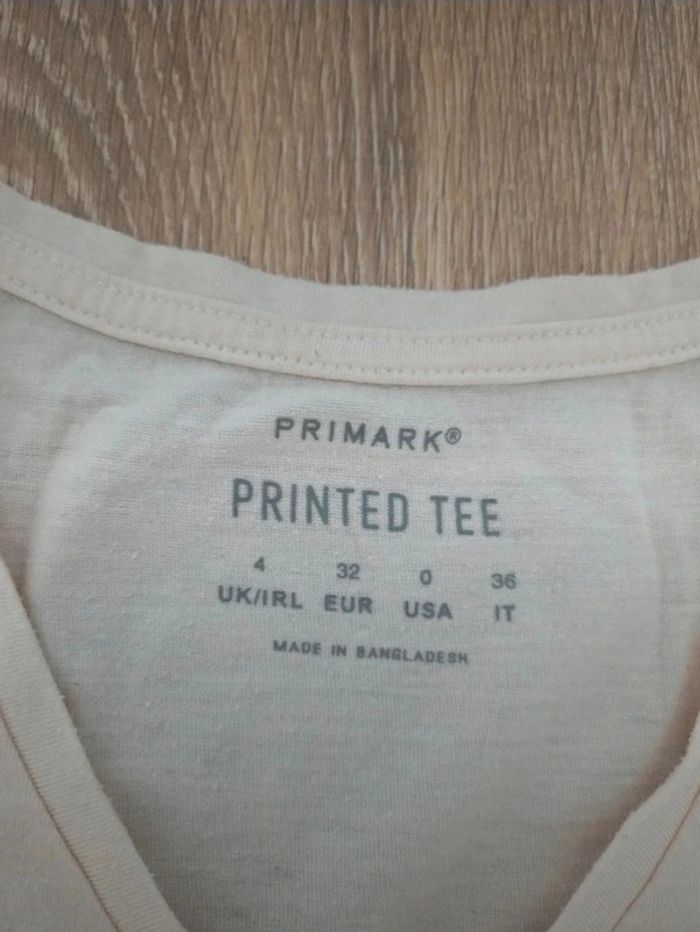 PRIMARK®
PRINTED TEE
4 32 0 36
UK/IRL EUR USA IT
MADE IN BANGLADESH